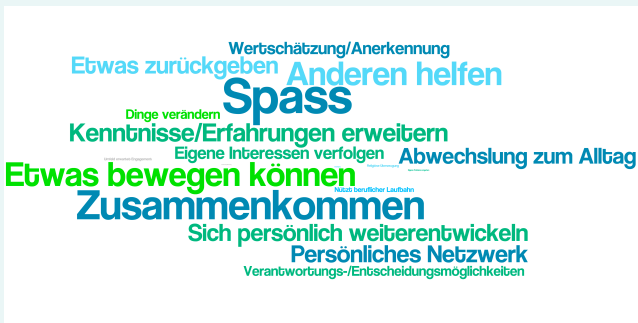 Wertschätzung/Anerkennung
Etwas zurückgeben
Anderen helfen
Spass
Dinge verändern
Kenntnisse/Erfahrungen erweitern
Eigene Interessen verfolgen
Abwechslung zum Alltag
Etwas bewegen können
Nützt beruflicher Laufbahn
Zusammenkommen
Sich persönlich weiterentwickeln
Persönliches Netzwerk
Verantwortungs-/Entscheidungsmöglichkeiten